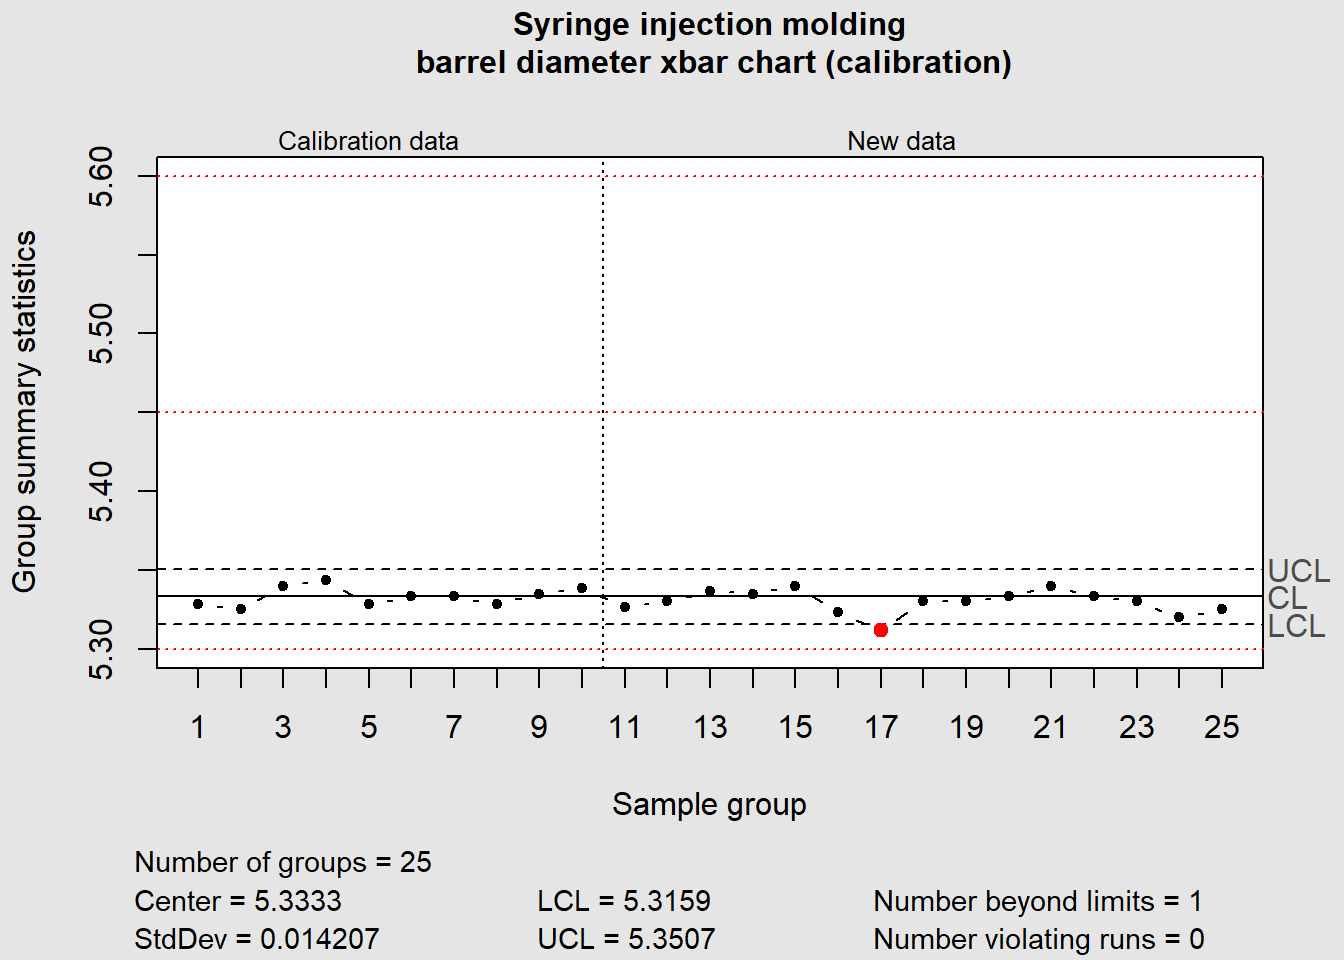 Syringe injection molding
barrel diameter xbar chart (calibration)
Calibration data
New data
Group summary statistics
5.60
5.50
5.40
5.30
UCL
CL
LCL
1 3 5 7 9 11 13 15 17 19 21 23 25
Sample group
Number of groups = 25
Center = 5.3333 LCL = 5.3159 Number beyond limits = 1
StdDev = 0.014207 UCL = 5.3507 Number violating runs = 0